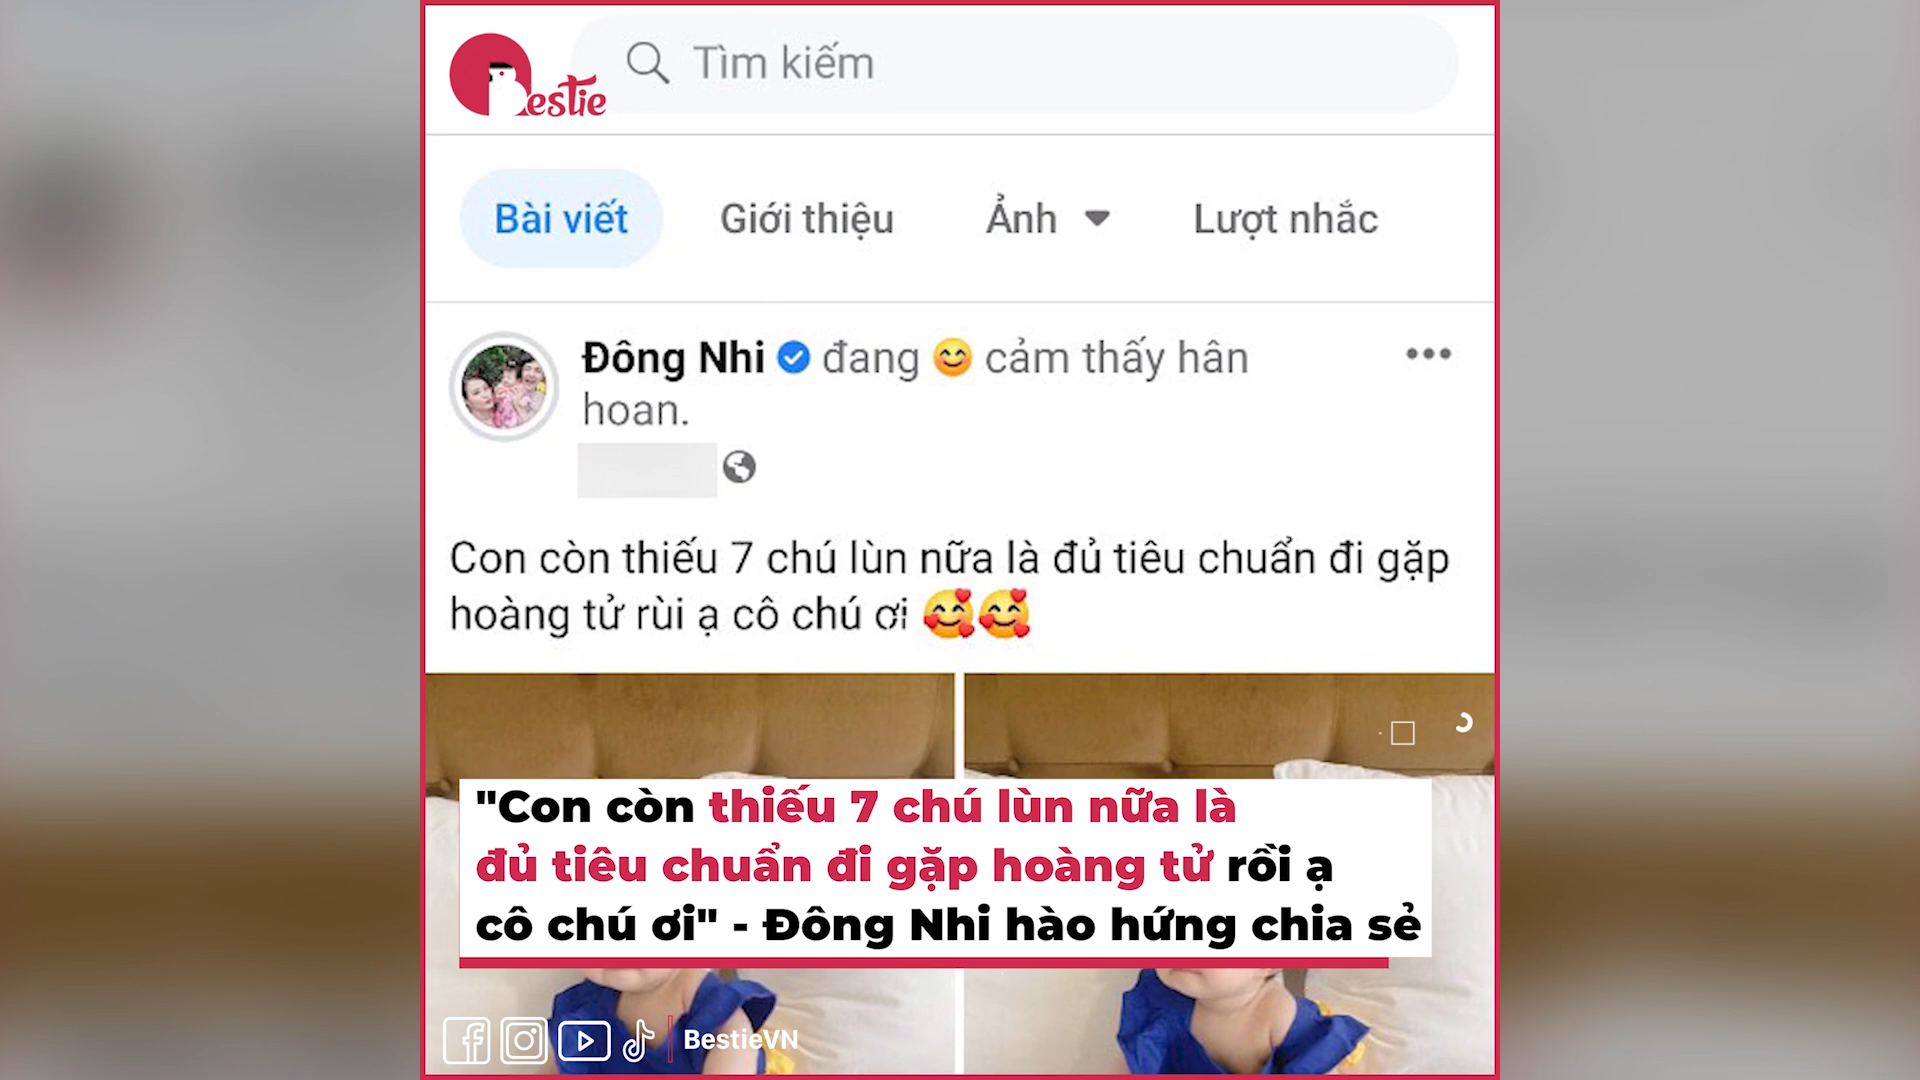 Bestie
Tìm kiếm
Bài viết Giới thiệu Ảnh Lượt nhắc
Đông Nhi đang 😊 cảm thấy hân
hoan.
Con còn thiếu 7 chú lùn nữa là đủ tiêu chuẩn đi gặp
hoàng tử rùi ạ cô chú ơi 🥰🥰
"Con còn thiếu 7 chú lùn nữa là
đủ tiêu chuẩn đi gặp hoàng tử rồi ạ
cô chú ơi" - Đông Nhi hào hứng chia sẻ
BestieVN